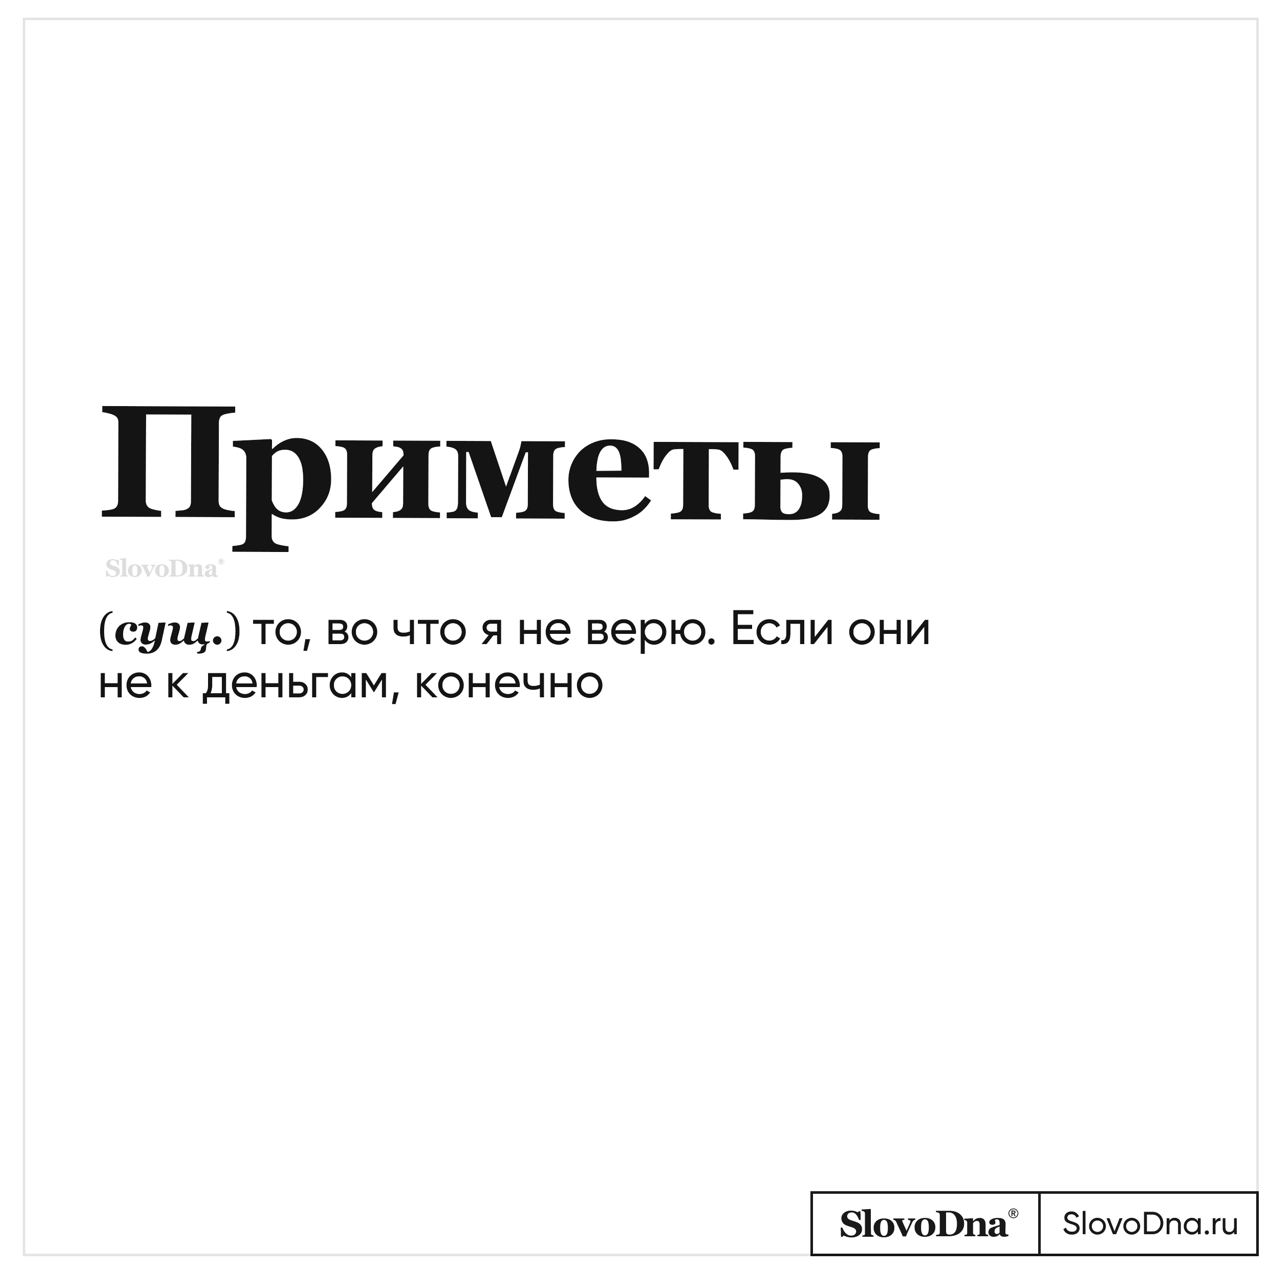 Приметы
SlovoDna®
(сущ.) то, во что я не верю. Если они
не к деньгам, конечно
SlovoDna® SlovoDna.ru